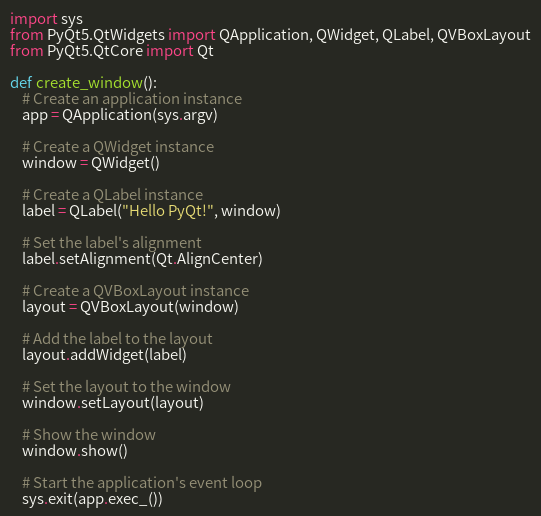 import sys
from PyQt5.QtWidgets import QApplication, QWidget, QLabel, QVBoxLayout
from PyQt5.QtCore import Qt

def create_window():
    # Create an application instance
    app = QApplication(sys.argv)

    # Create a QWidget instance
    window = QWidget()

    # Create a QLabel instance
    label = QLabel("Hello PyQt!", window)

    # Set the label's alignment
    label.setAlignment(Qt.AlignCenter)

    # Create a QVBoxLayout instance
    layout = QVBoxLayout(window)

    # Add the label to the layout
    layout.addWidget(label)

    # Set the layout to the window
    window.setLayout(layout)

    # Show the window
    window.show()

    # Start the application's event loop
    sys.exit(app.exec_())